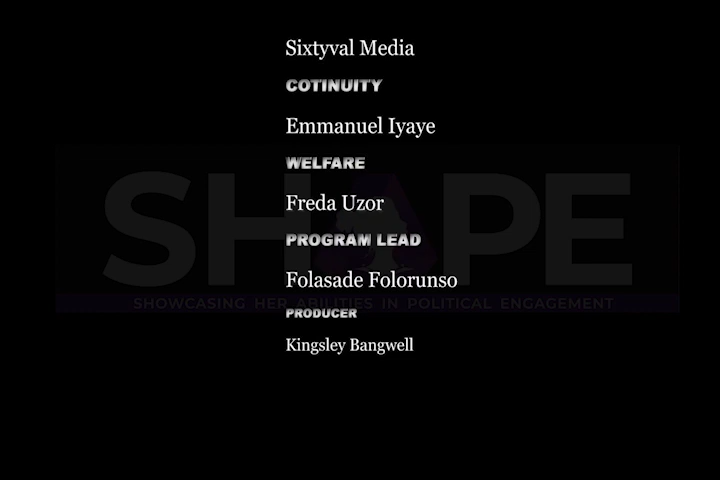 Sixtyval Media
COTINUITY
Emmanuel Iyaye
WELFARE
Freda Uzor
SHAPE
PROGRAM LEAD
Folasade Folorunso
SHOWCASING HER ABILITIES IN POLITICAL ENGAGEMENT
PRODUCER
Kingsley Bangwell